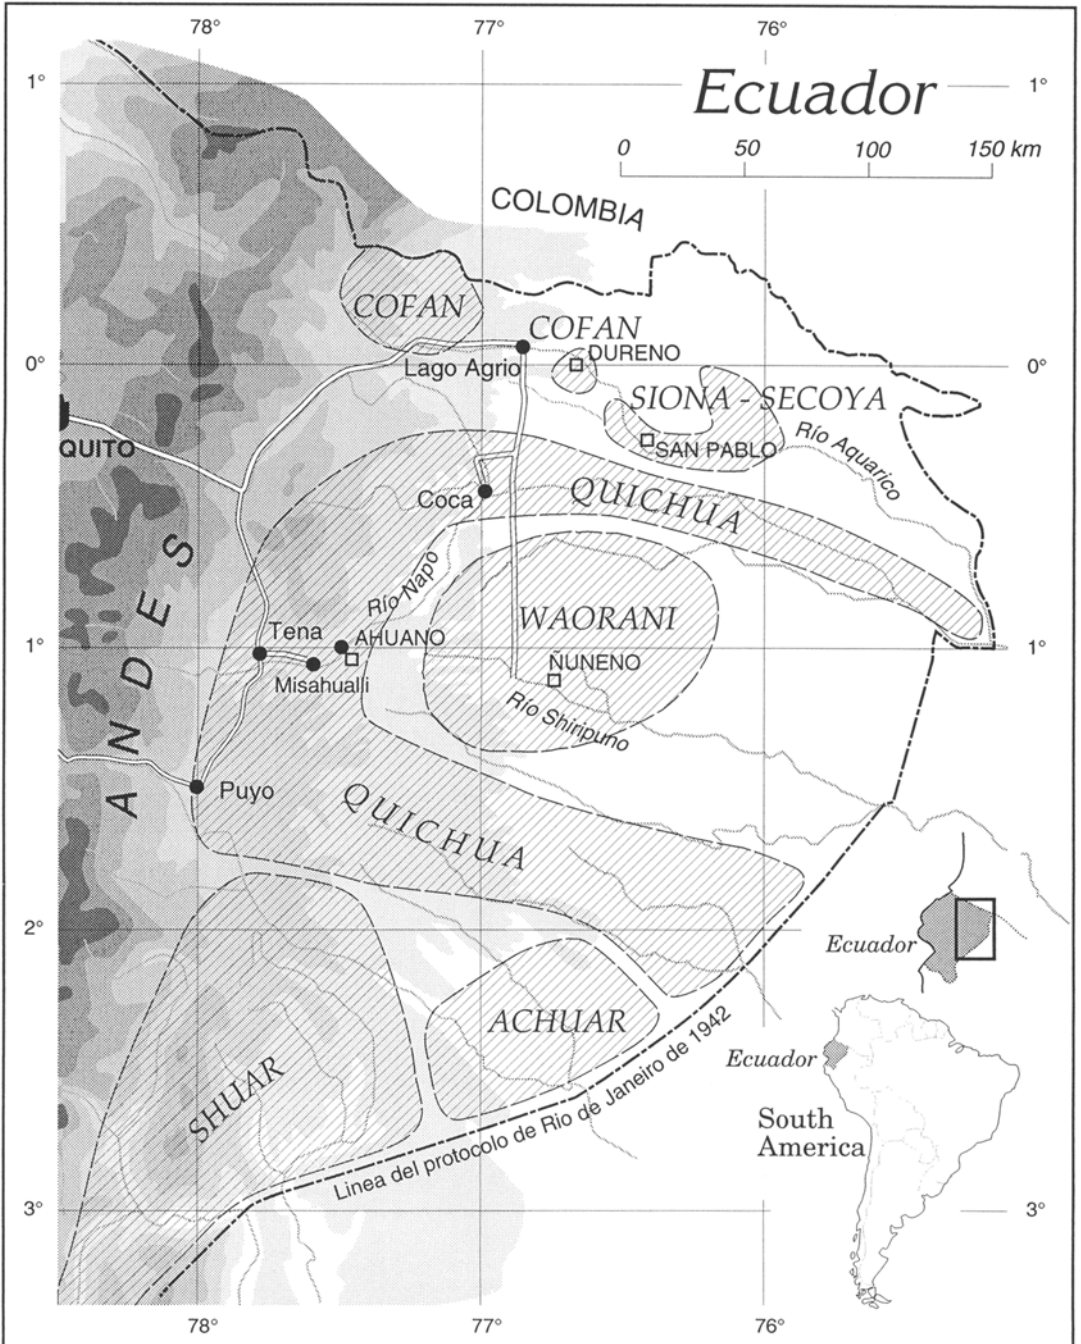 78°
77°
76°
1°
Ecuador
1°
0 50 100 150 km
COLOMBIA
COFAN
COFAN
DURENO
0°
Lago Agrio
0°
SIONA - SECOYA
QUITO
SAN PABLO
Río Aquarico
Coca
QUICHUA
ANDES
Río Napo
WAORANI
Tena
AHUANO
1°
1°
Misahualli
ÑUNENO
Río Shiripuno
Puyo
QUICHUA
2°
Ecuador
ACHUAR
Ecuador
SHUAR
Linea del protocolo de Rio de Janeiro de 1942
South
America
3°
3°
78°
77°
76°